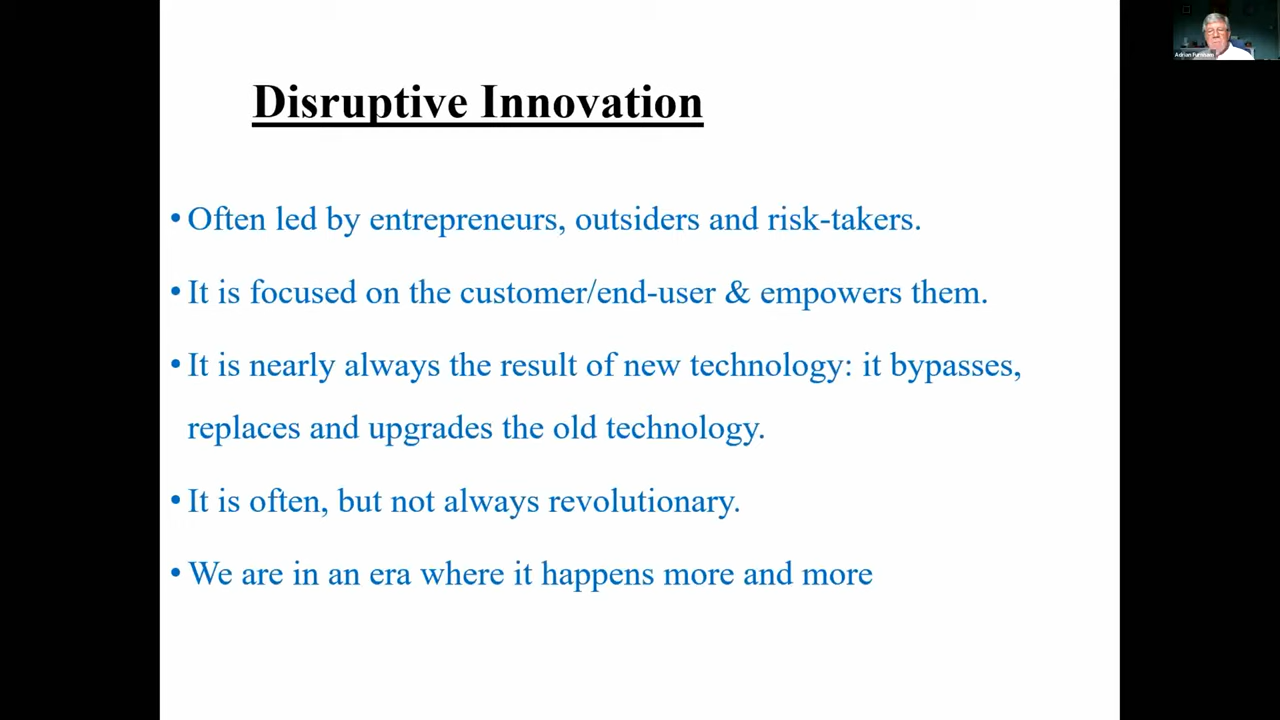 Adrian Furnham
Disruptive Innovation
• Often led by entrepreneurs, outsiders and risk-takers.
• It is focused on the customer/end-user & empowers them.
• It is nearly always the result of new technology: it bypasses,
replaces and upgrades the old technology.
• It is often, but not always revolutionary.
• We are in an era where it happens more and more